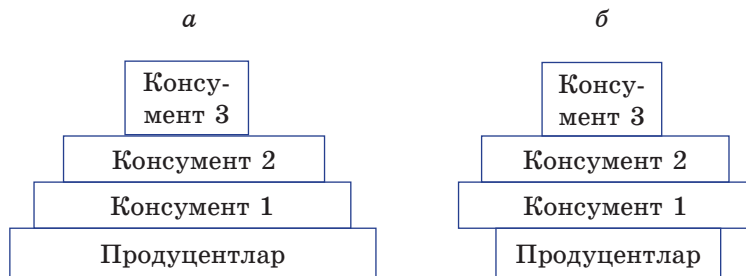 а
Консу-
мент 3
Консумент 2
Консумент 1
Продуцентлар
б
Консу-
мент 3
Консумент 2
Консумент 1
Продуцентлар